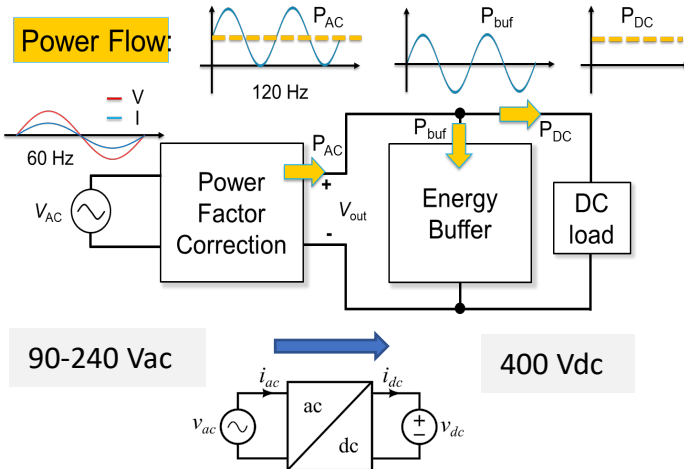 Power Flow:
P_AC
P_buf
P_DC
120 Hz
V
I
60 Hz
P_AC
P_buf
P_DC
V_AC
Power
Factor
Correction
+
V_out
-
Energy
Buffer
DC
load
90-240 Vac
400 Vdc
i_ac
i_dc
v_ac
ac
dc
+
−
v_dc